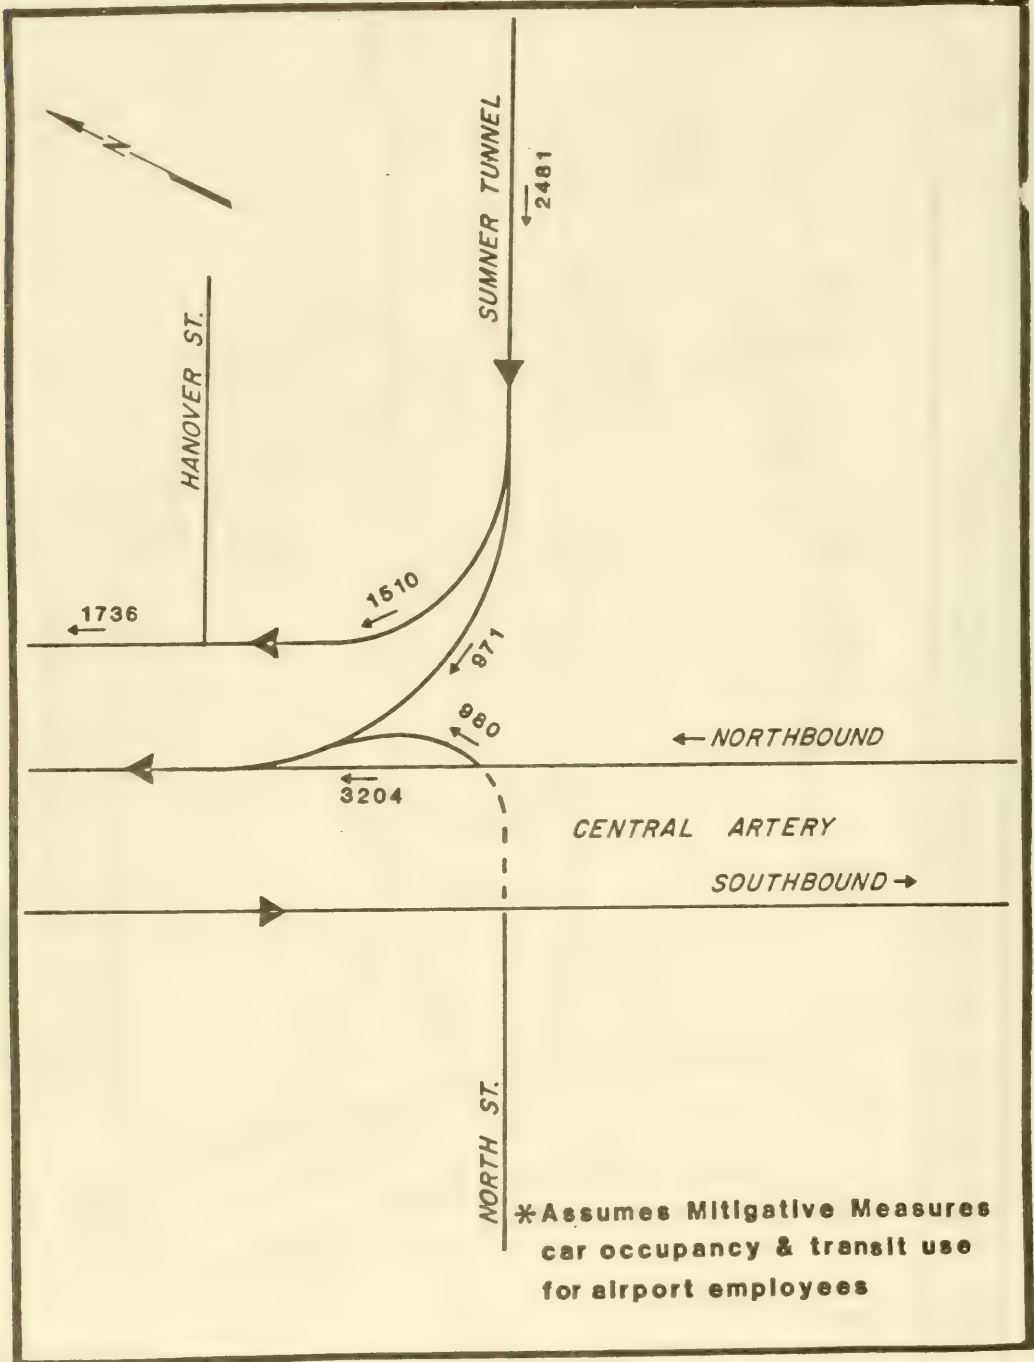 N
SUMNER TUNNEL
← 2481
HANOVER ST.
← 1736
← 1510
← 971
← 980
← NORTHBOUND
← 3204
CENTRAL ARTERY
SOUTHBOUND →
NORTH ST.
*Assumes Mitigative Measures
car occupancy & transit use
for airport employees